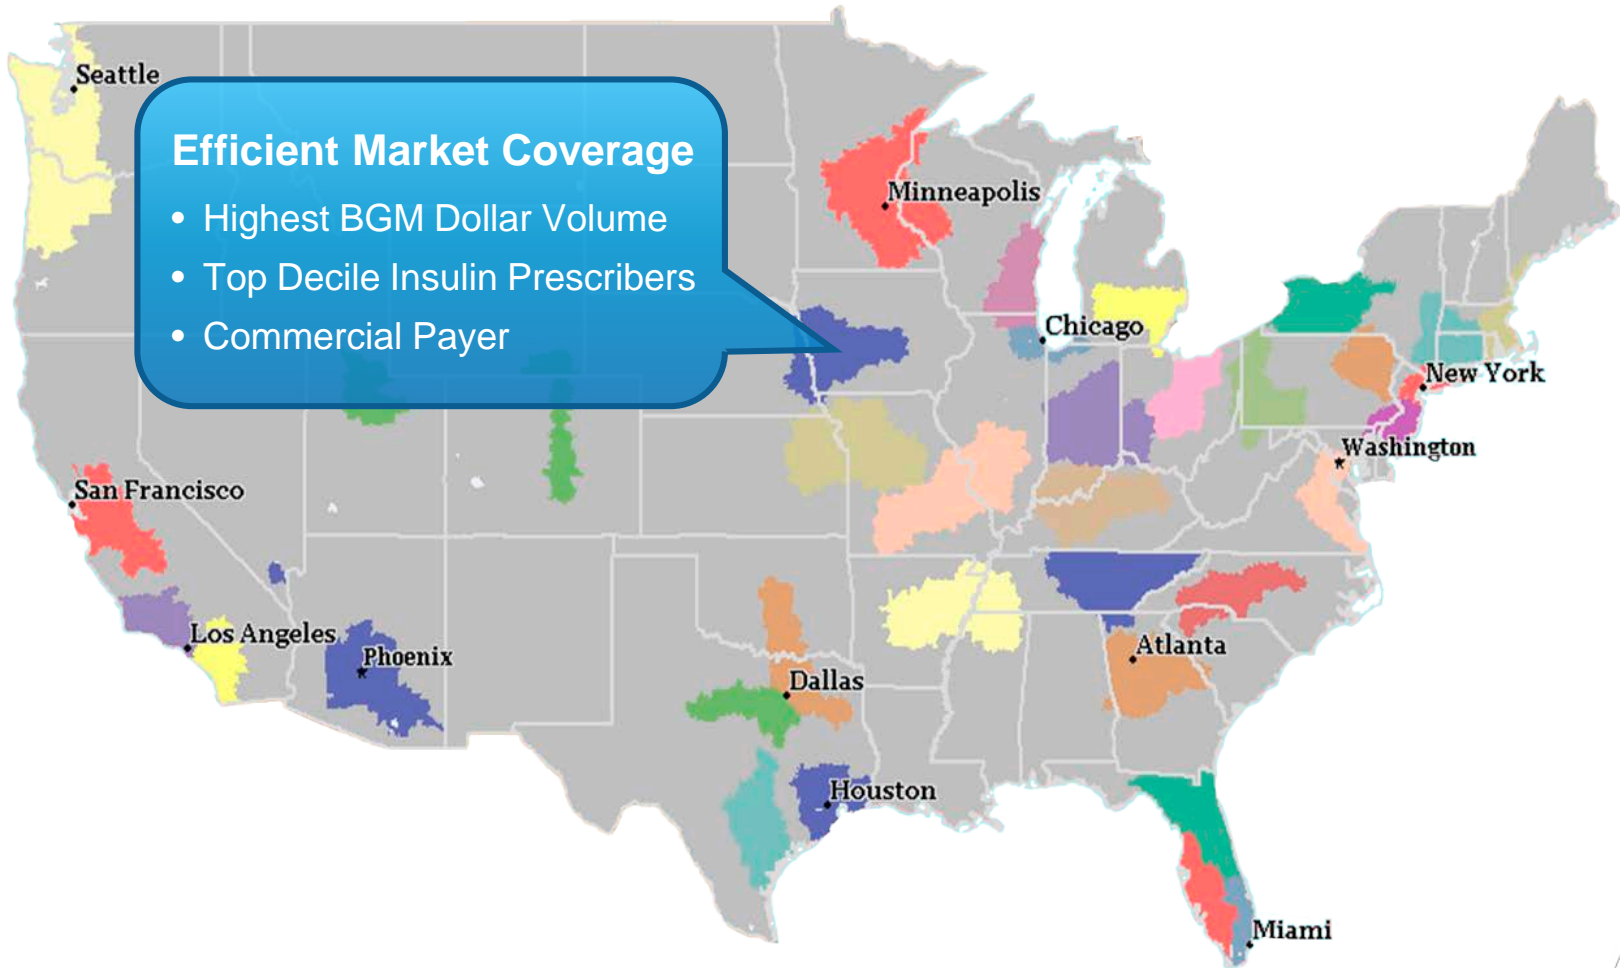 Seattle
Efficient Market Coverage
• Highest BGM Dollar Volume
• Top Decile Insulin Prescribers
• Commercial Payer
Minneapolis
Chicago
New York
Washington
San Francisco
Los Angeles
Phoenix
Dallas
Atlanta
Houston
Miami